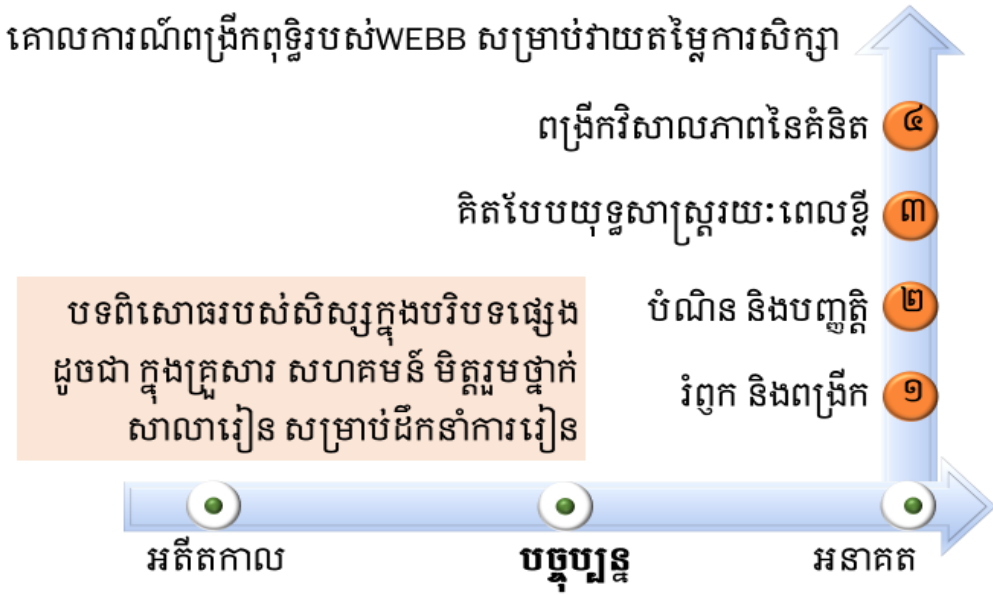 គោលការណ៍ពង្រីកពុទ្ធិរបស់WEBB សម្រាប់វាយតម្លៃការសិក្សា
ពង្រីកវិសាលភាពនៃគំនិត ៤
គិតបែបយុទ្ធសាស្ត្ររយៈពេលខ្លី ៣
បំណិន និងបញ្ញត្តិ ២
រំឭក និងពង្រីក ១
បទពិសោធរបស់សិស្សក្នុងបរិបទផ្សេង
ដូចជា ក្នុងគ្រួសារ សហគមន៍ មិត្តរួមថ្នាក់
សាលារៀន សម្រាប់ដឹកនាំការរៀន
អតីតកាល
បច្ចុប្បន្ន
អនាគត